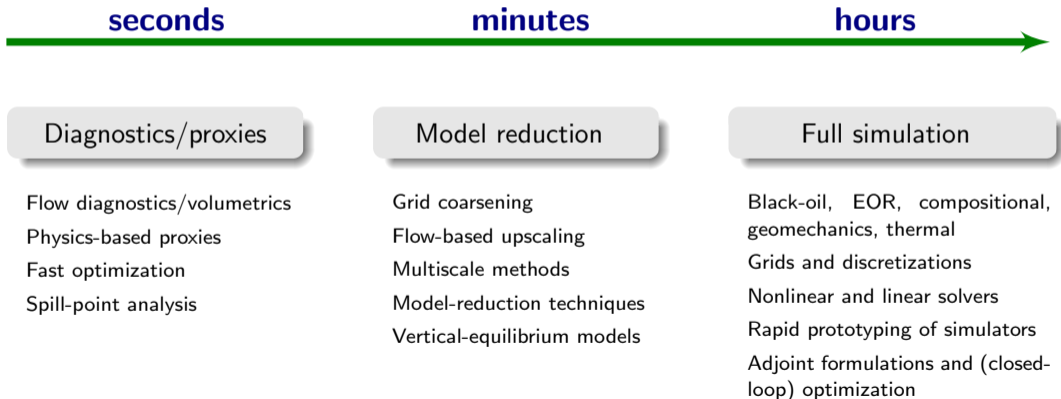 seconds
minutes
hours
Diagnostics/proxies
Flow diagnostics/volumetrics
Physics-based proxies
Fast optimization
Spill-point analysis
Model reduction
Grid coarsening
Flow-based upscaling
Multiscale methods
Model-reduction techniques
Vertical-equilibrium models
Full simulation
Black-oil, EOR, compositional,
geomechanics, thermal
Grids and discretizations
Nonlinear and linear solvers
Rapid prototyping of simulators
Adjoint formulations and (closed-
loop) optimization